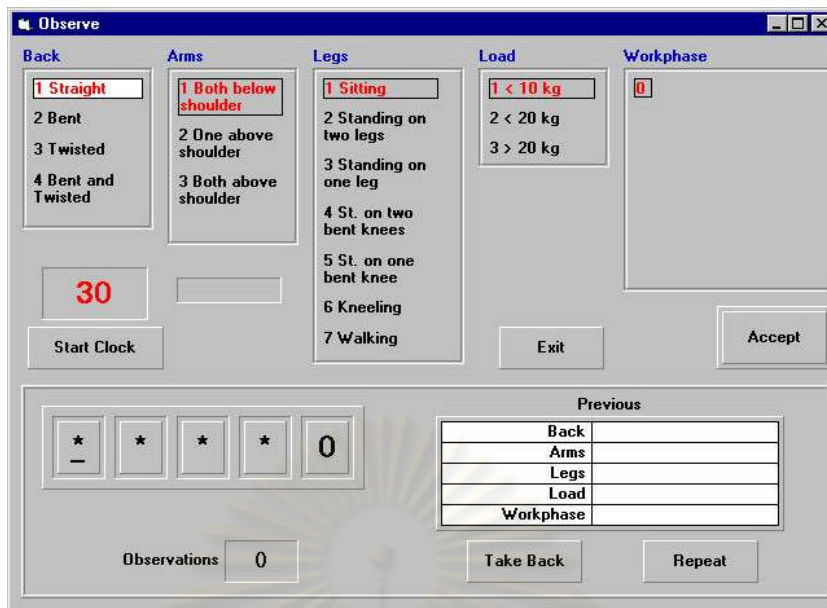 Observe
Back
1 Straight
2 Bent
3 Twisted
4 Bent and
Twisted
Arms
1 Both below
shoulder
2 One above
shoulder
3 Both above
shoulder
Legs
1 Sitting
2 Standing on
two legs
3 Standing on
one leg
4 St. on two
bent knees
5 St. on one
bent knee
6 Kneeling
7 Walking
Load
1 < 10 kg
2 < 20 kg
3 > 20 kg
Workphase
0
30
Start Clock
Exit
Accept
* * * * 0
Observations 0
Previous
Back
Arms
Legs
Load
Workphase
Take Back
Repeat